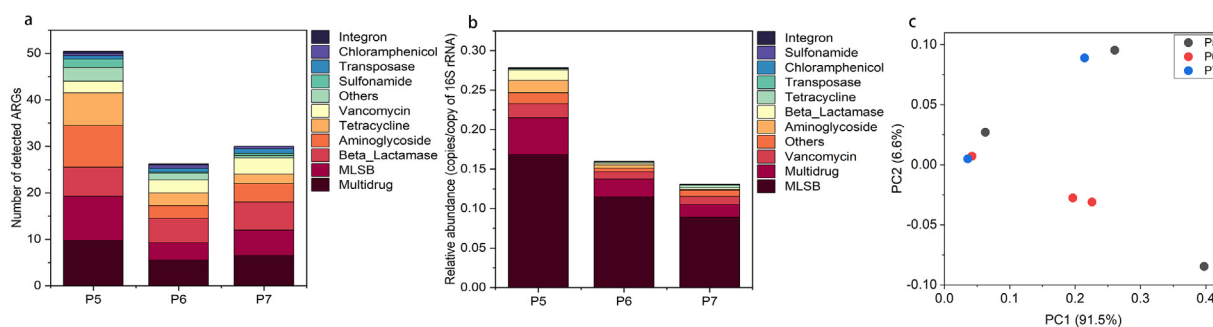 a
Number of detected ARGs
50
40
30
20
10
0
P5
P6
P7
Integron
Chloramphenicol
Transposase
Sulfonamide
Others
Vancomycin
Tetracycline
Aminoglycoside
Beta_Lactamase
MLSB
Multidrug
b
Relative abundance (copies/copy of 16S rRNA)
0.30
0.25
0.20
0.15
0.10
0.05
0.00
P5
P6
P7
Integron
Sulfonamide
Chloramphenicol
Transposase
Tetracycline
Beta_Lactamase
Aminoglycoside
Others
Vancomycin
Multidrug
MLSB
c
PC2 (6.6%)
0.10
0.05
0.00
-0.05
-0.10
0.0
0.1
0.2
0.3
0.4
PC1 (91.5%)